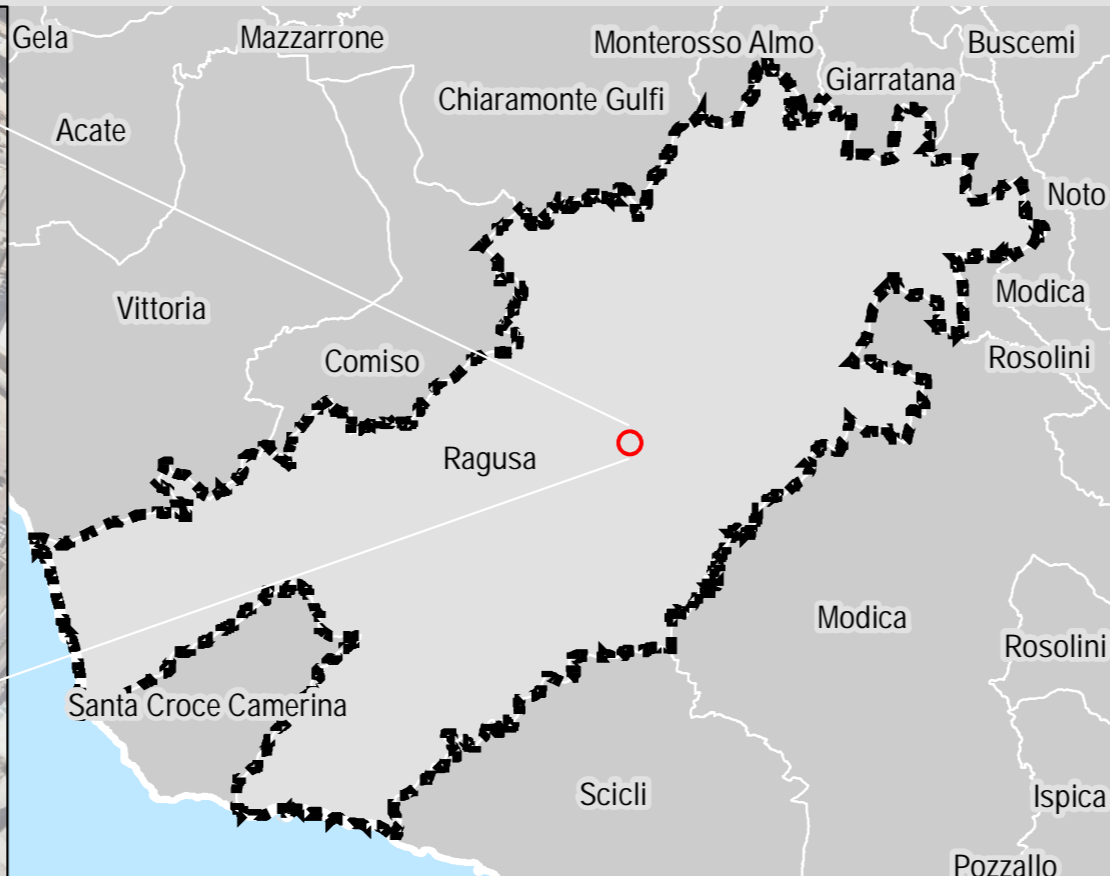 Gela
Mazzarrone
Monterosso Almo
Buscemi
Giarratana
Chiaramonte Gulfi
Acate
Noto
Modica
Vittoria
Comiso
Rosolini
Ragusa
Modica
Rosolini
Santa Croce Camerina
Scicli
Ispica
Pozzallo